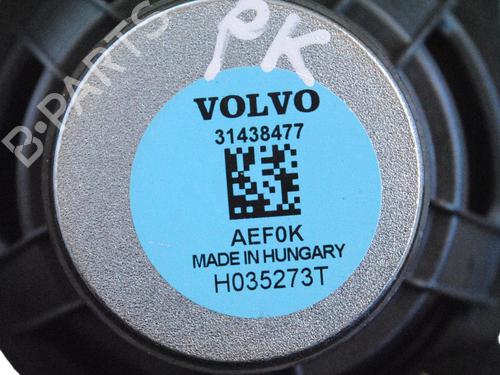 PK
B-PARTS
VOLVO
31438477
AEF0K
MADE IN HUNGARY
H035273T